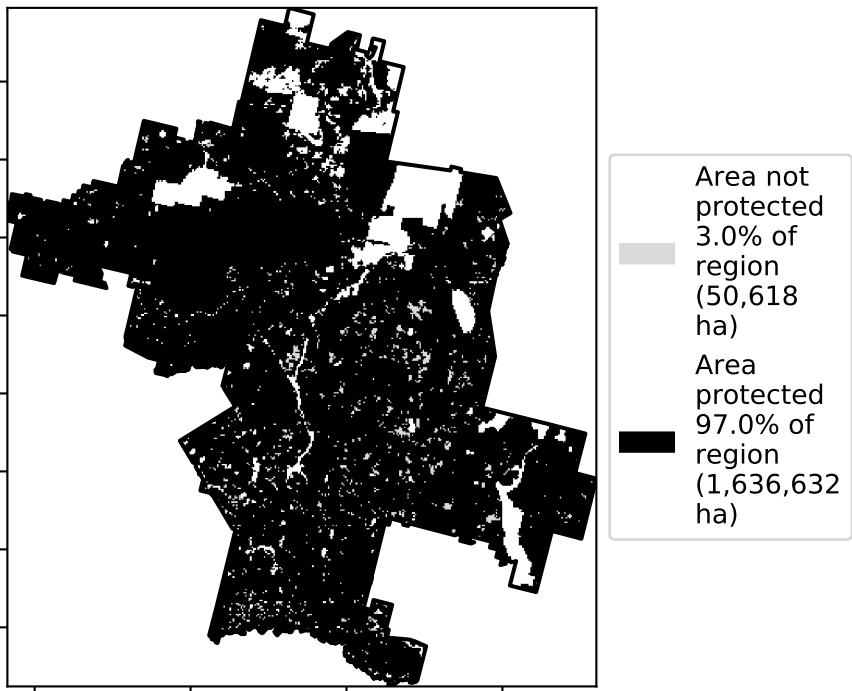 Area not
protected
3.0% of
region
(50,618
ha)
Area
protected
97.0% of
region
(1,636,632
ha)